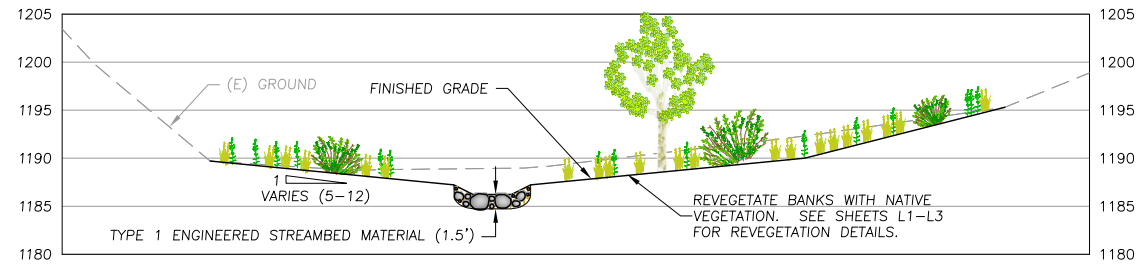 1205
1205
1200
1200
(E) GROUND
FINISHED GRADE
1195
1195
1190
1190
1
VARIES (5-12)
REVEGETATE BANKS WITH NATIVE
VEGETATION. SEE SHEETS L1-L3
FOR REVEGETATION DETAILS.
1185
1185
TYPE 1 ENGINEERED STREAMBED MATERIAL (1.5')
1180
1180